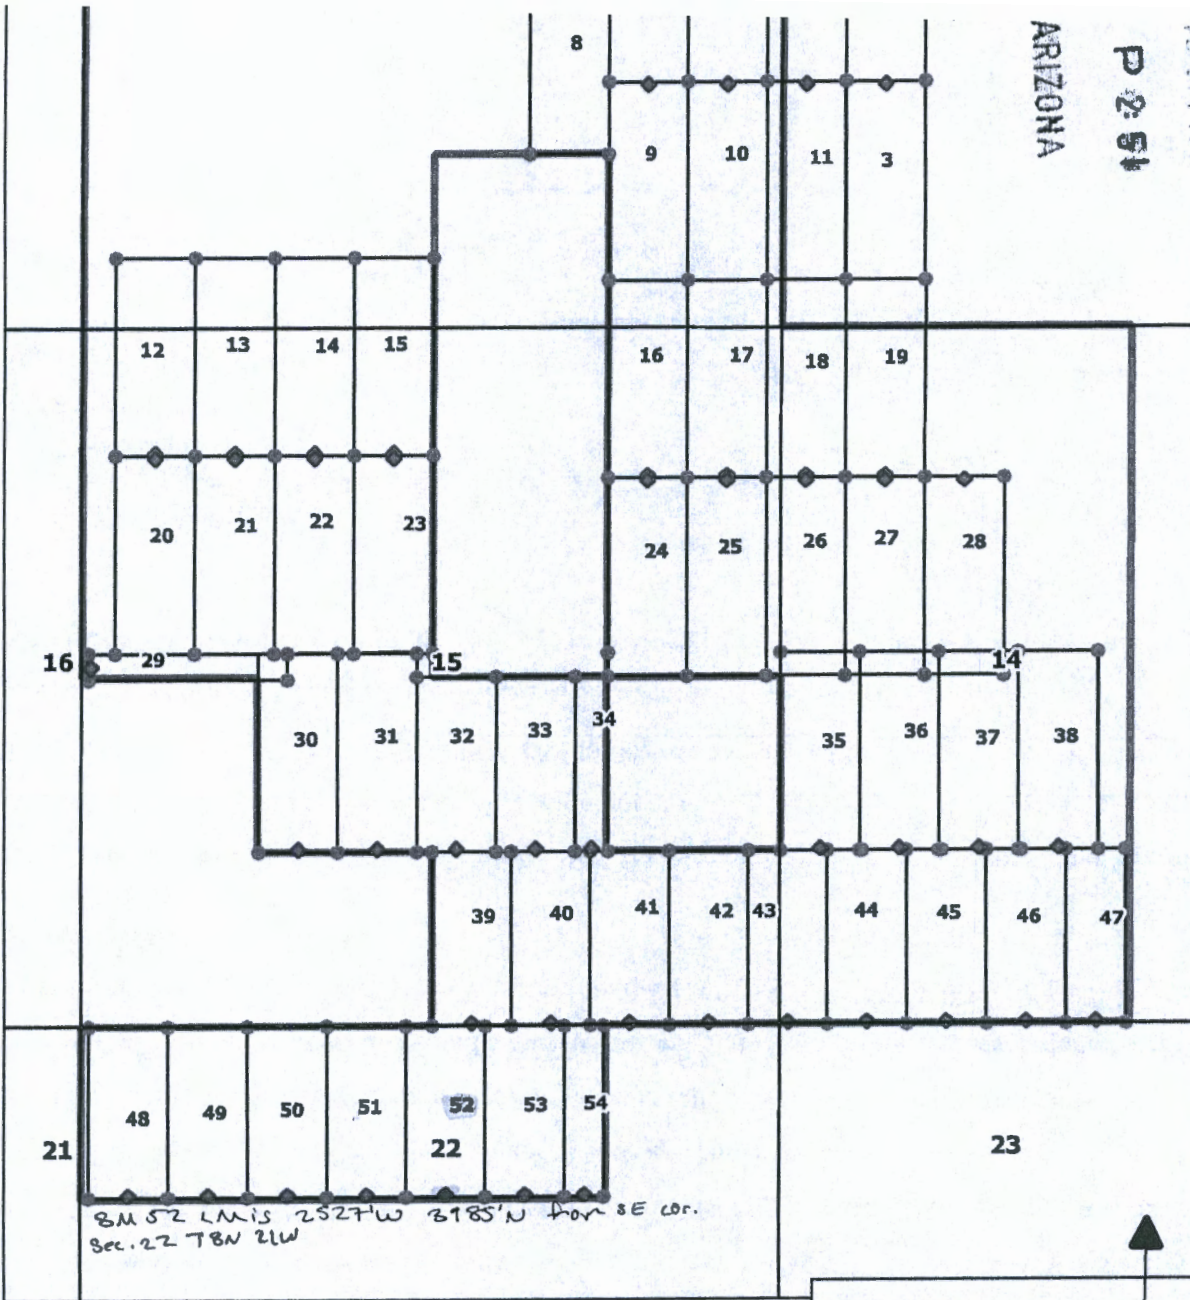 8
ARIZONA
P 2:
9 10 11 3
12 13 14 15 16 17 18 19
20 21 22 23 24 25 26 27 28
16 29 15 14
30 31 32 33 34 35 36 37 38
39 40 41 42 43 44 45 46 47
48 49 50 51 52 53 54
21 22 23
BM 52 LM is 2527'W 3985'N from SE cor.
Sec. 22 T8N 21W